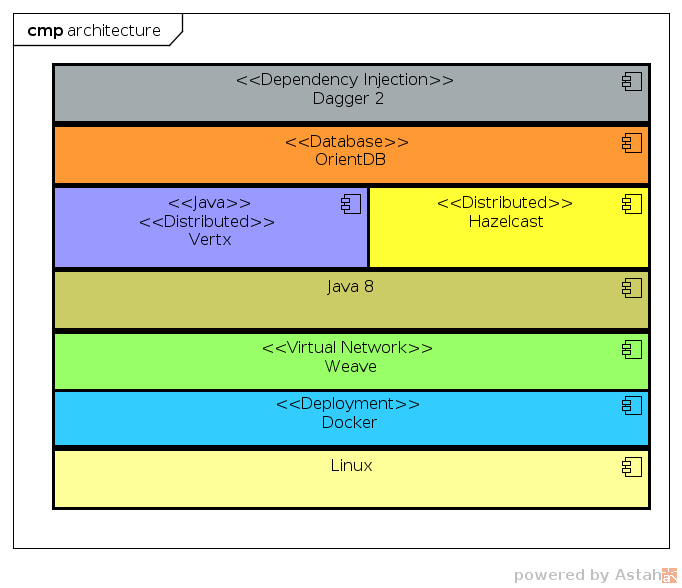 cmp architecture
<<Dependency Injection>>
Dagger 2
<<Database>>
OrientDB
<<Java>>
<<Distributed>>
Vertx
<<Distributed>>
Hazelcast
Java 8
<<Virtual Network>>
Weave
<<Deployment>>
Docker
Linux
powered by Astah